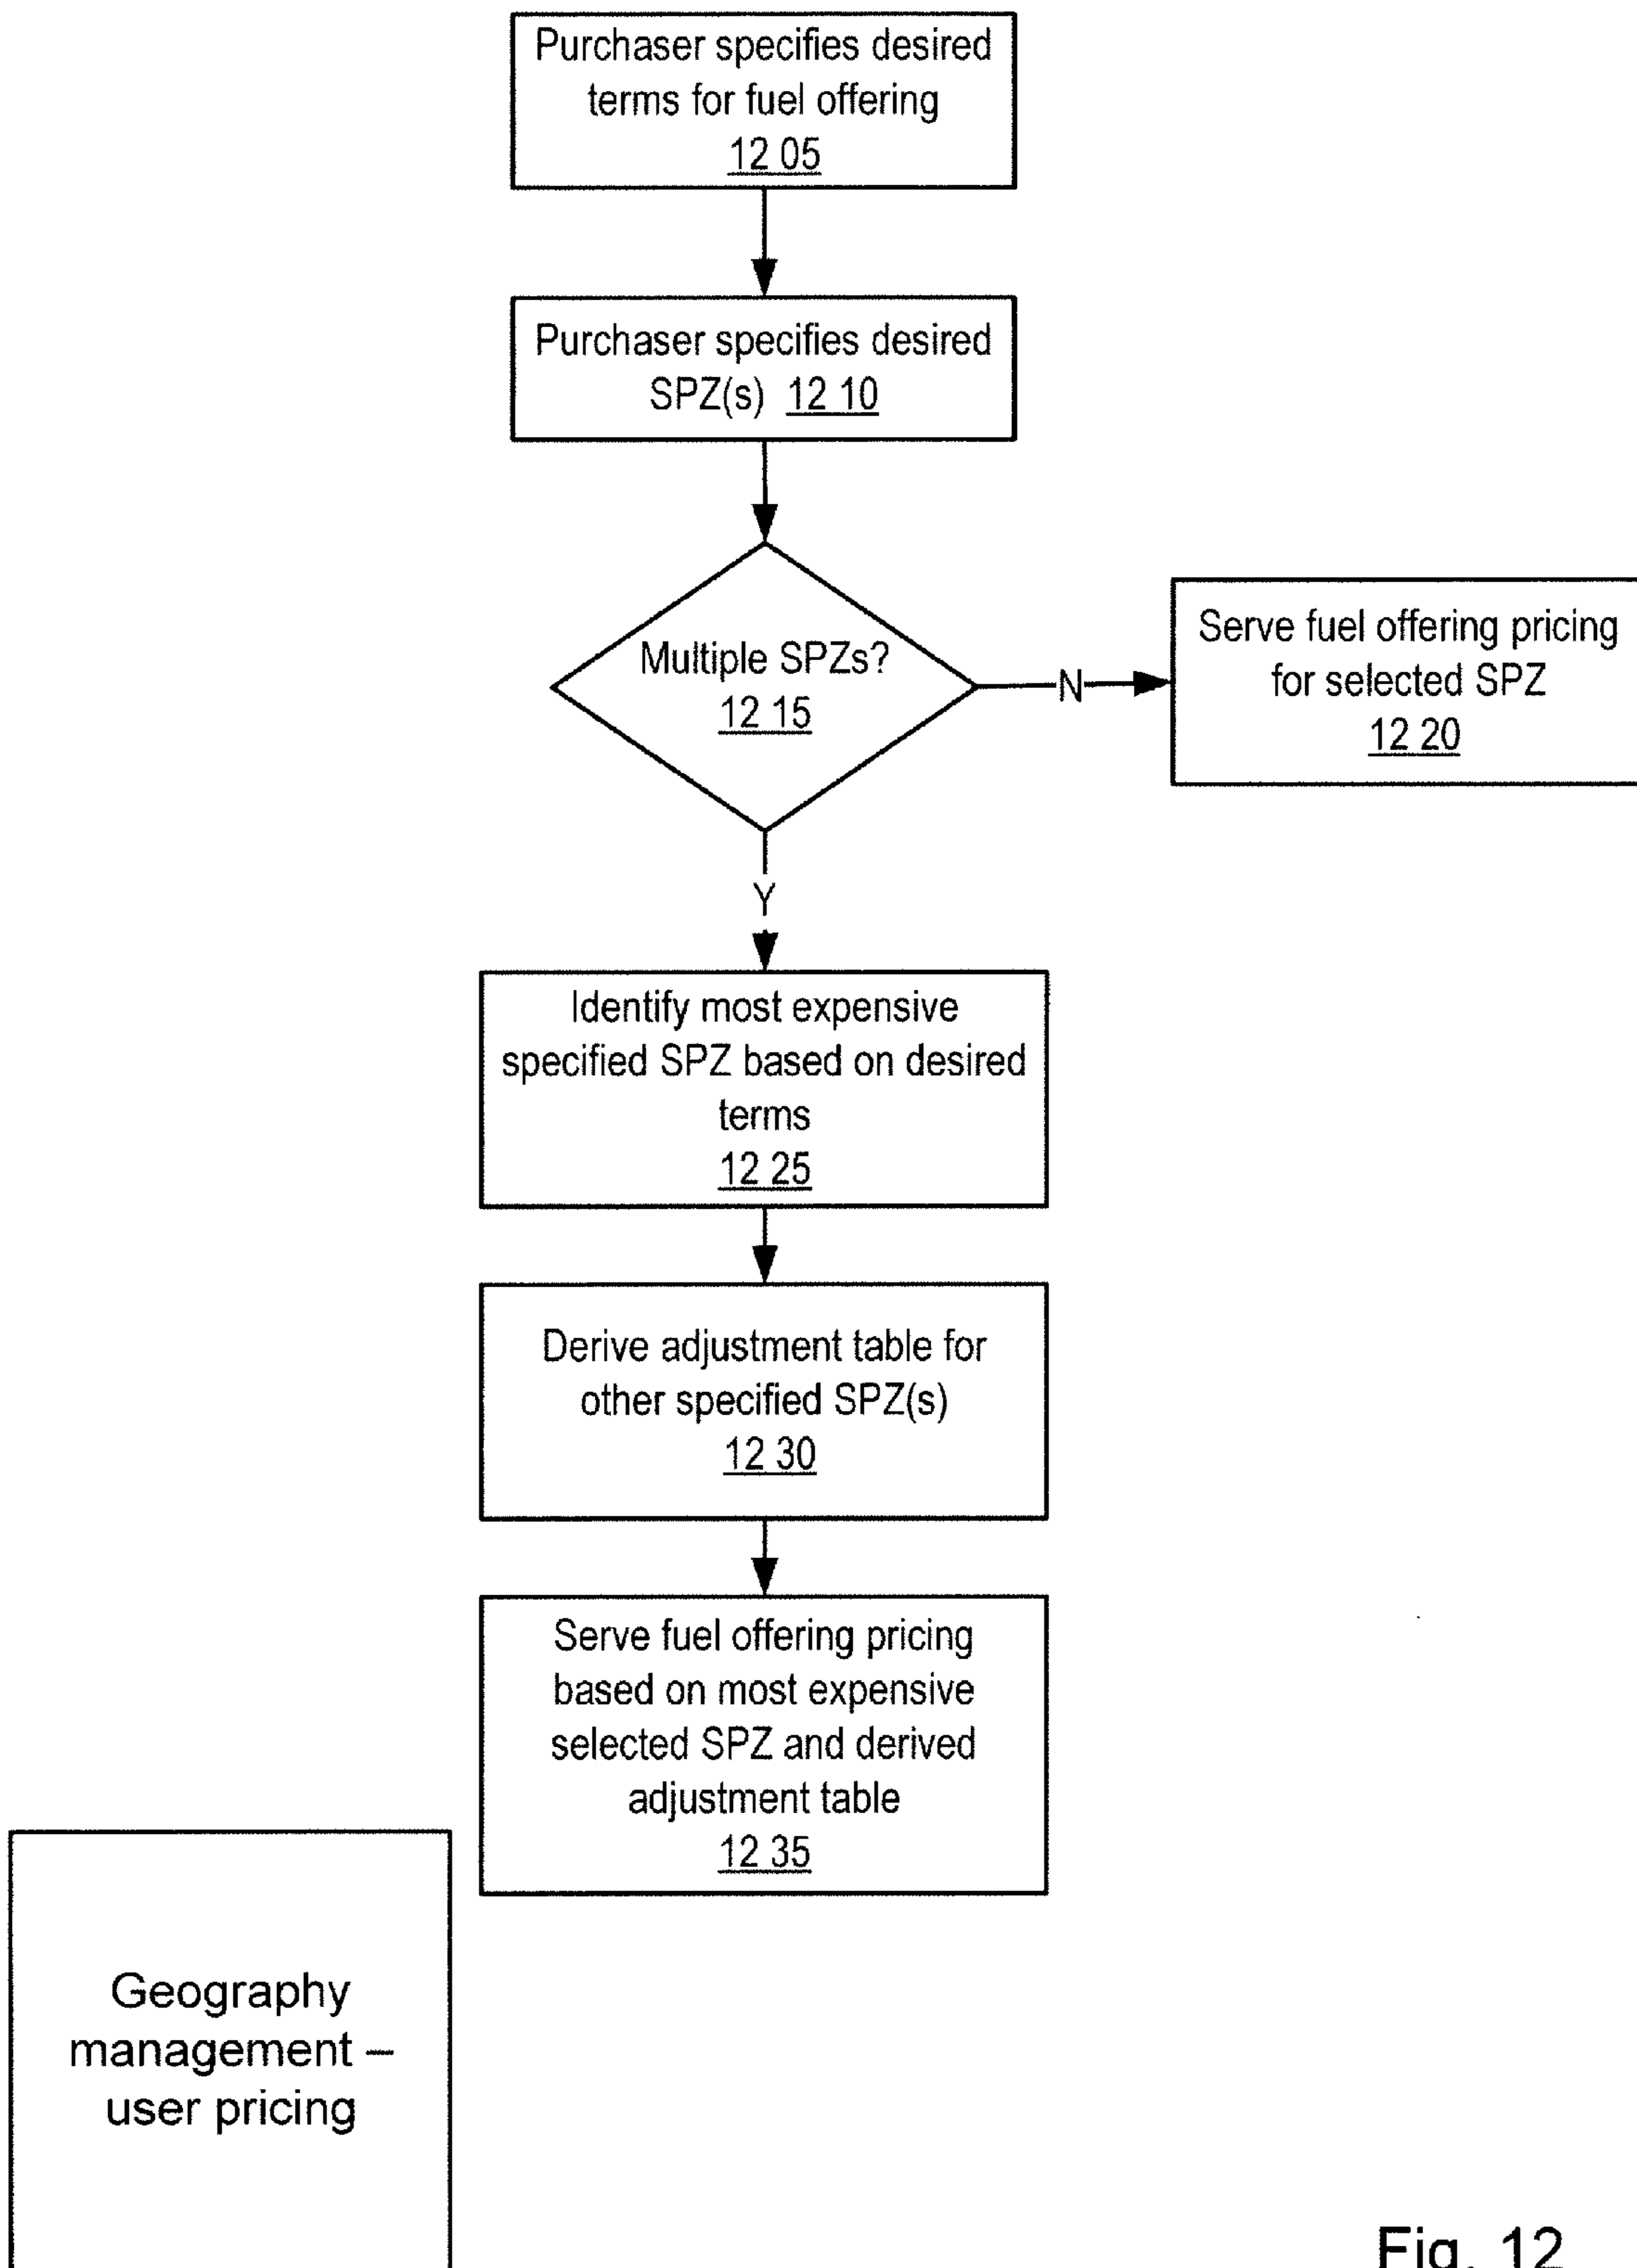 Purchaser specifies desired
terms for fuel offering
12 05
Purchaser specifies desired
SPZ(s) 12 10
Multiple SPZs?
12 15
N
Serve fuel offering pricing
for selected SPZ
12 20
Y
Identify most expensive
specified SPZ based on desired
terms
12 25
Derive adjustment table for
other specified SPZ(s)
12 30
Serve fuel offering pricing
based on most expensive
selected SPZ and derived
adjustment table
12 35
Geography
management –
user pricing
Fig. 12